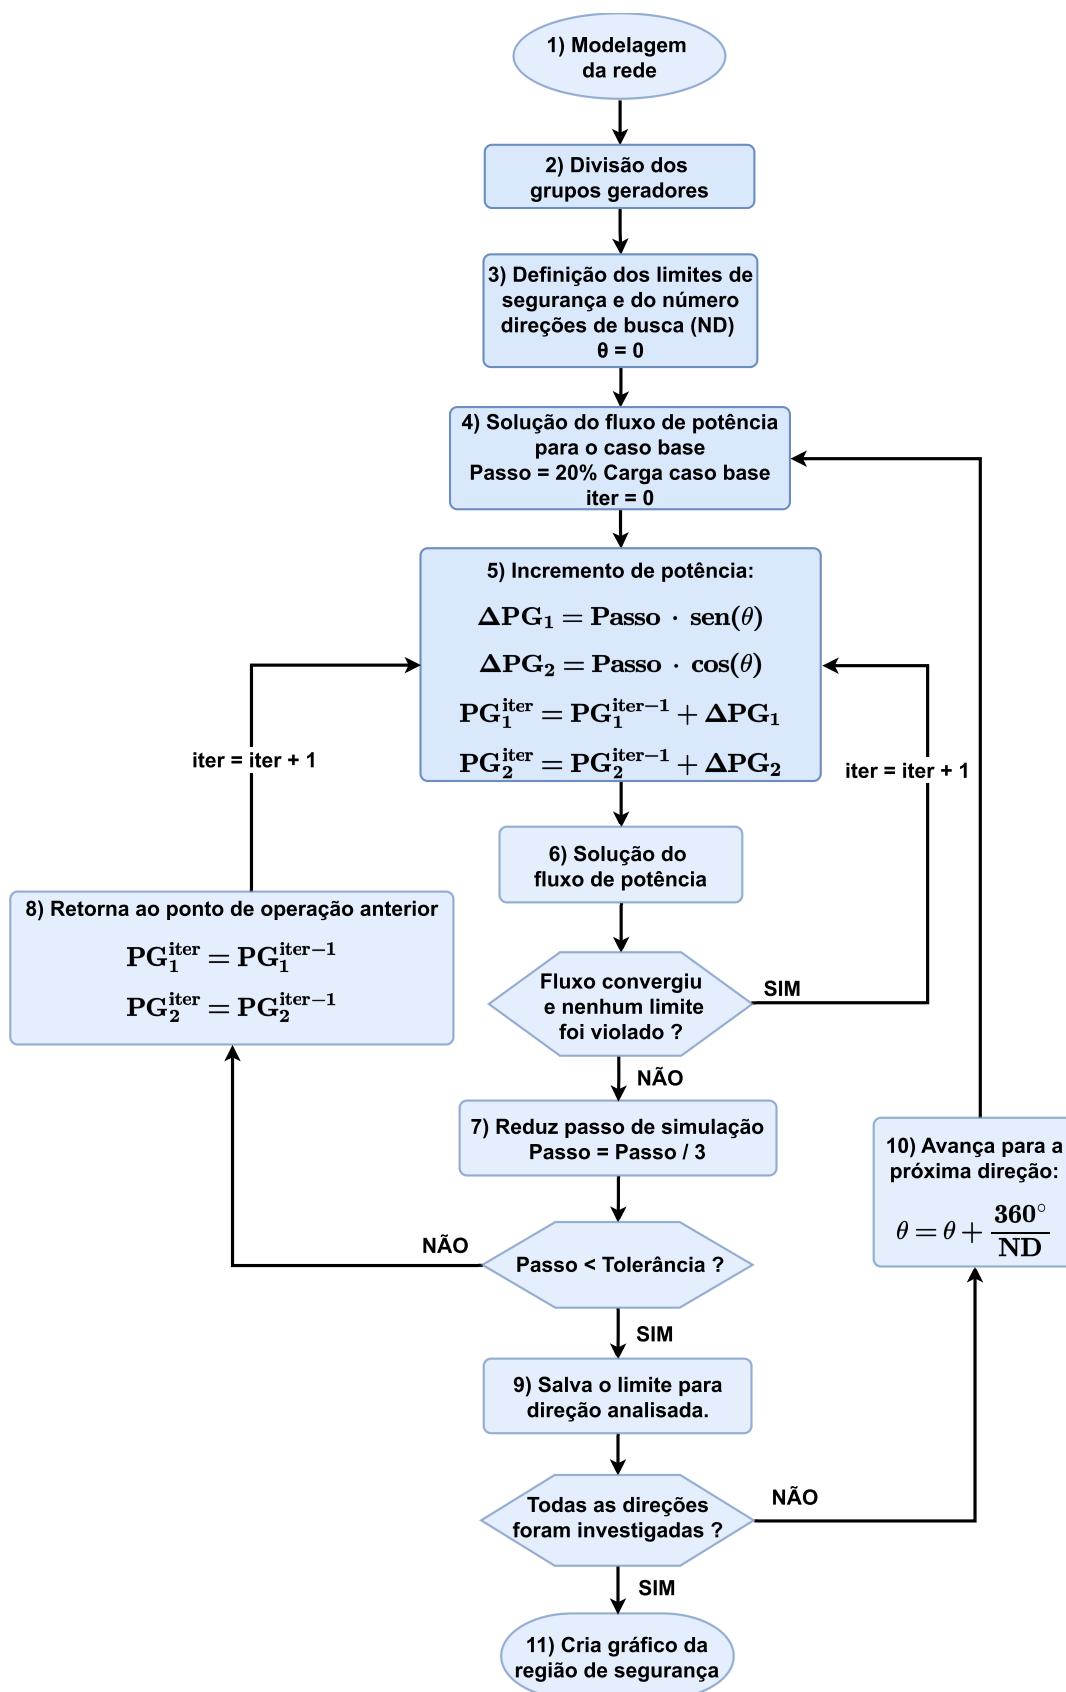 1) Modelagem
da rede
2) Divisão dos
grupos geradores
3) Definição dos limites de
segurança e do número
direções de busca (ND)
θ = 0
4) Solução do fluxo de potência
para o caso base
Passo = 20% Carga caso base
iter = 0
5) Incremento de potência:
ΔPG₁ = Passo · sen(θ)
ΔPG₂ = Passo · cos(θ)
PG₁^iter = PG₁^iter−1 + ΔPG₁
PG₂^iter = PG₂^iter−1 + ΔPG₂
iter = iter + 1
iter = iter + 1
6) Solução do
fluxo de potência
8) Retorna ao ponto de operação anterior
PG₁^iter = PG₁^iter−1
PG₂^iter = PG₂^iter−1
Fluxo convergiu
e nenhum limite
foi violado ?
SIM
NÃO
7) Reduz passo de simulação
Passo = Passo / 3
10) Avança para a
próxima direção:
θ = θ + 360°/ND
NÃO
Passo < Tolerância ?
SIM
9) Salva o limite para
direção analisada.
Todas as direções
foram investigadas ?
NÃO
SIM
11) Cria gráfico da
região de segurança